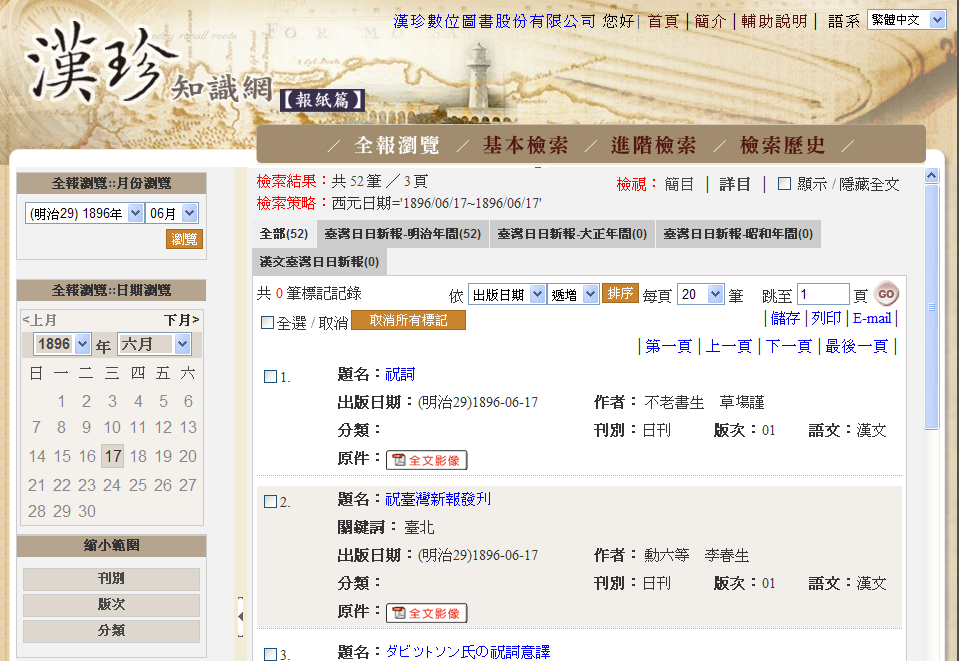 漢珍數位圖書股份有限公司 您好| 首頁 | 簡介 | 輔助說明 | 語系 繁體中文
漢珍知識網【報紙篇】
FORMOSA
／ 全報瀏覽 ／ 基本檢索 ／ 進階檢索 ／ 檢索歷史 ／
全報瀏覽::月份瀏覽
(明治29) 1896年 06月
瀏覽
全報瀏覽::日期瀏覽
<上月 下月>
1896 年 六月
日 一 二 三 四 五 六
1 2 3 4 5 6
7 8 9 10 11 12 13
14 15 16 17 18 19 20
21 22 23 24 25 26 27
28 29 30
縮小範圍
刊別
版次
分類
檢索結果：共 52 筆 ／ 3 頁 檢視： 簡目 | 詳目 | 顯示 / 隱藏全文
檢索策略：西元日期='1896/06/17~1896/06/17'
全部(52) 臺灣日日新報-明治年間(52) 臺灣日日新報-大正年間(0) 臺灣日日新報-昭和年間(0)
漢文臺灣日日新報(0)
共 0 筆標記記錄 依 出版日期 遞增 排序 每頁 20 筆 跳至 1 頁 GO
全選 / 取消 取消所有標記 | 儲存 | 列印 | E-mail |
| 第一頁 | 上一頁 | 下一頁 | 最後一頁 |
1. 題名：祝詞
出版日期：(明治29)1896-06-17 作者： 不老書生 草場謹
分類： 刊別：日刊 版次：01 語文：漢文
原件： 全文影像
2. 題名：祝臺灣新報發刋
關鍵詞： 臺北
出版日期：(明治29)1896-06-17 作者： 勳六等 李春生
分類： 刊別：日刊 版次：01 語文：漢文
原件： 全文影像
3. 題名：ダビットソン氏の祝詞意譯